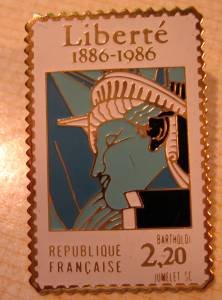 Liberté
1886-1986
BARTHOLDI
REPUBLIQUE
FRANÇAISE
2,20
JUMELET SC